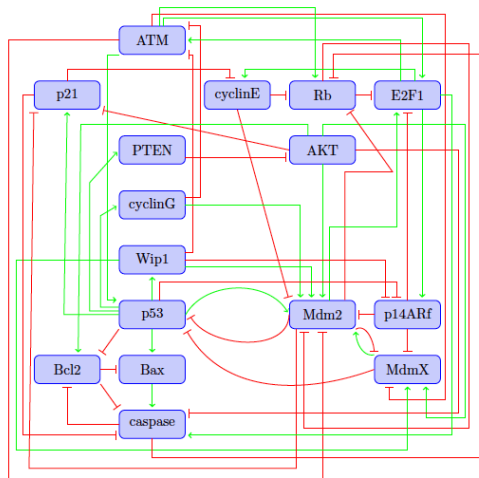 ATM
p21
cyclinE
Rb
E2F1
PTEN
AKT
cyclinG
Wip1
p53
Mdm2
p14ARf
Bcl2
Bax
MdmX
caspase